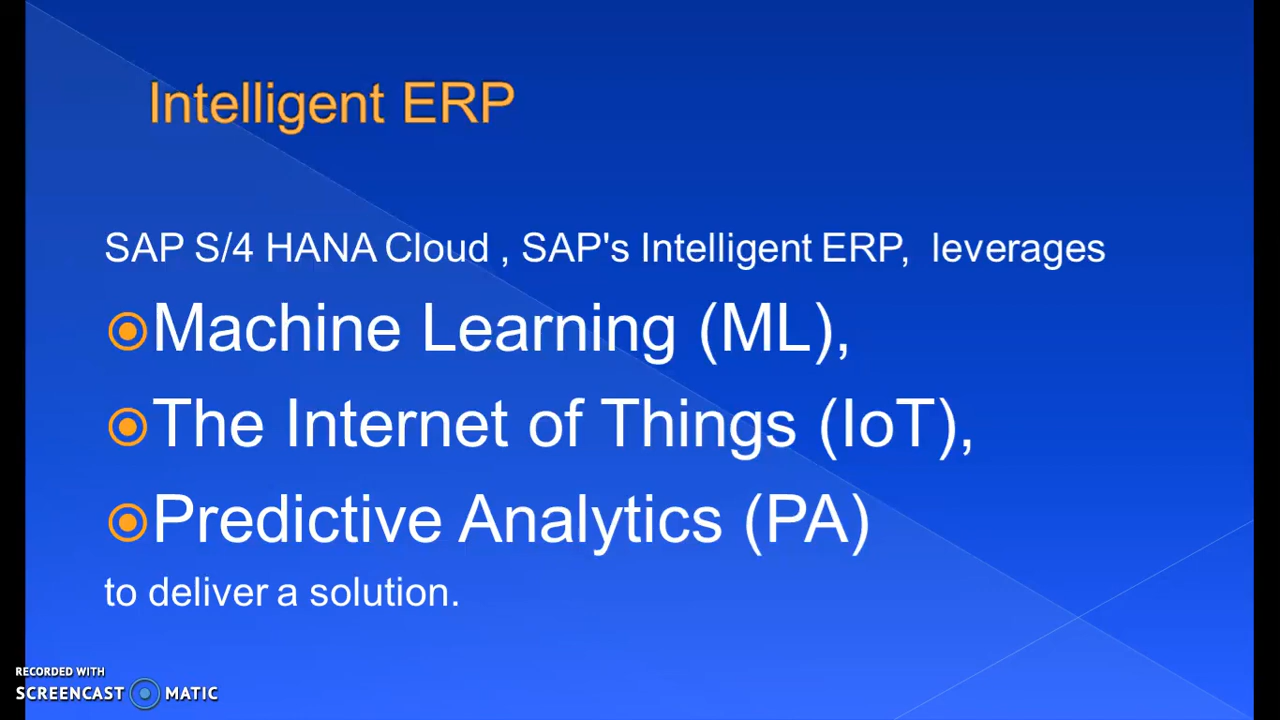 Intelligent ERP
SAP S/4 HANA Cloud , SAP's Intelligent ERP,  leverages
Machine Learning (ML),
The Internet of Things (IoT),
Predictive Analytics (PA)
to deliver a solution.
RECORDED WITH
SCREENCAST MATIC